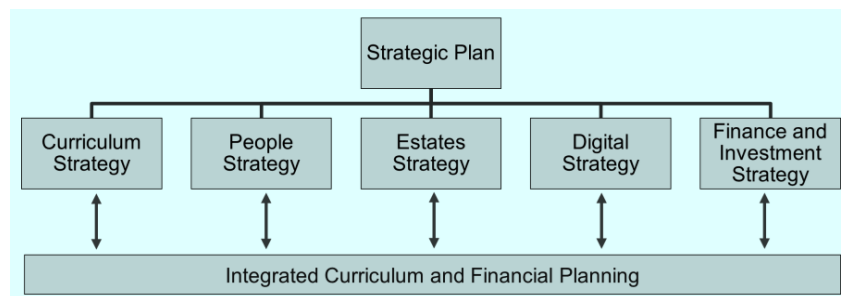 Strategic Plan
Curriculum
Strategy
People
Strategy
Estates
Strategy
Digital
Strategy
Finance and
Investment
Strategy
Integrated Curriculum and Financial Planning